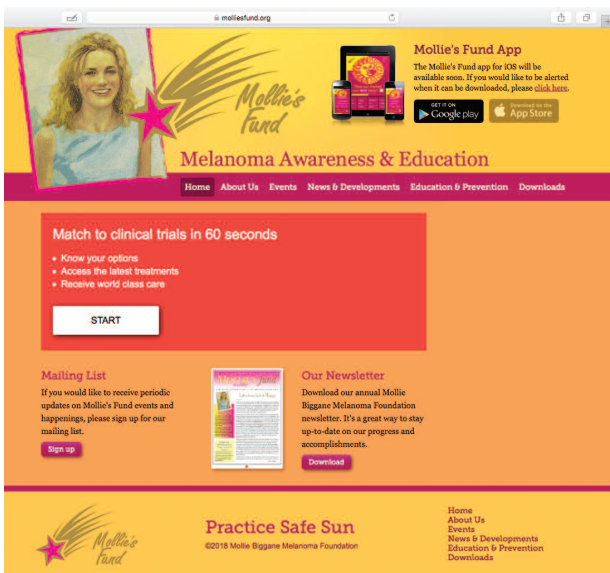 molliesfund.org
Mollie's
Fund
Mollie's Fund App
The Mollie's Fund app for iOS will be
available soon. If you would like to be alerted
when it can be downloaded, please click here.
GET IT ON
Google play
Download on the
App Store
Melanoma Awareness & Education
Home About Us Events News & Developments Education & Prevention Downloads
Match to clinical trials in 60 seconds
• Know your options
• Access the latest treatments
• Receive world class care
START
Mailing List
If you would like to receive periodic
updates on Mollie's Fund events and
happenings, please sign up for our
mailing list.
Sign up
Our Newsletter
Download our annual Mollie
Biggane Melanoma Foundation
newsletter. It's a great way to stay
up-to-date on our progress and
accomplishments.
Download
Mollie's
Fund
Practice Safe Sun
©2018 Mollie Biggane Melanoma Foundation
Home
About Us
Events
News & Developments
Education & Prevention
Downloads